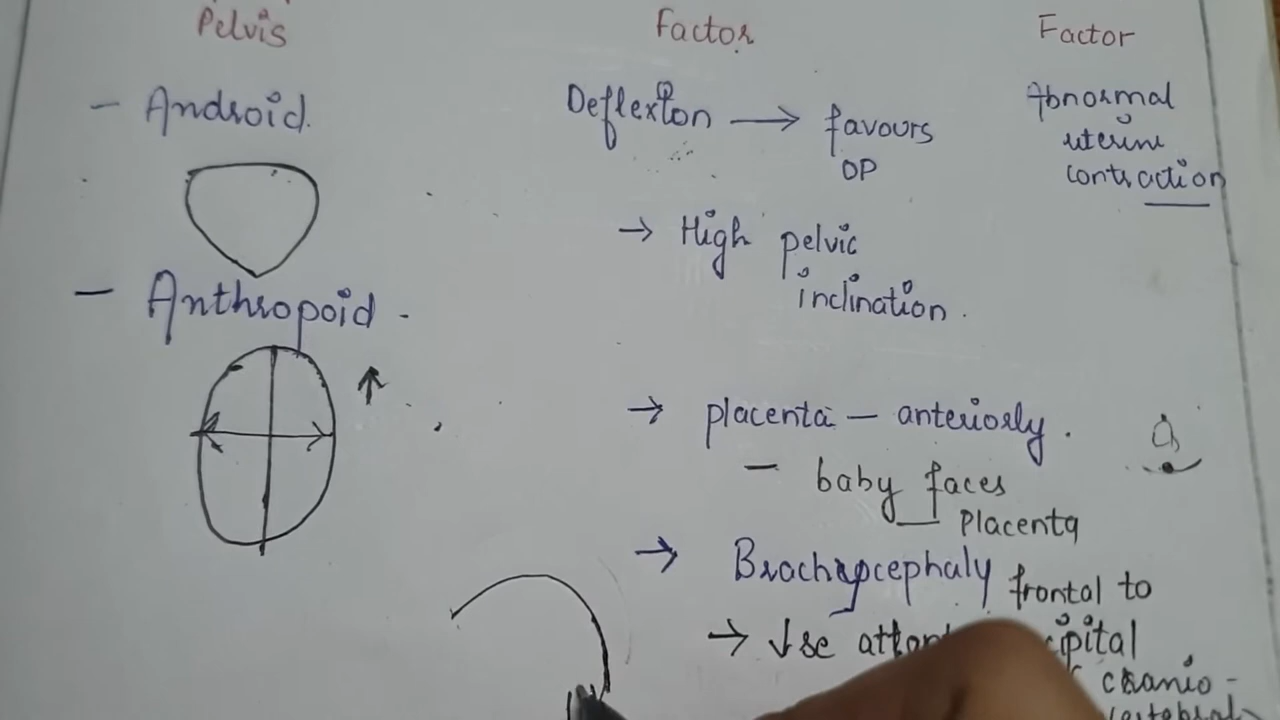 Pelvis
- Android.
- Anthropoid -
Factor
Deflexion → favours
OP
→ High pelvic
inclination.
→ placenta - anteriorly.
- baby faces
placenta
→ Brachycephaly
→ ↓se
frontal to
cranio-
Factor
Abnormal
uterine
contraction